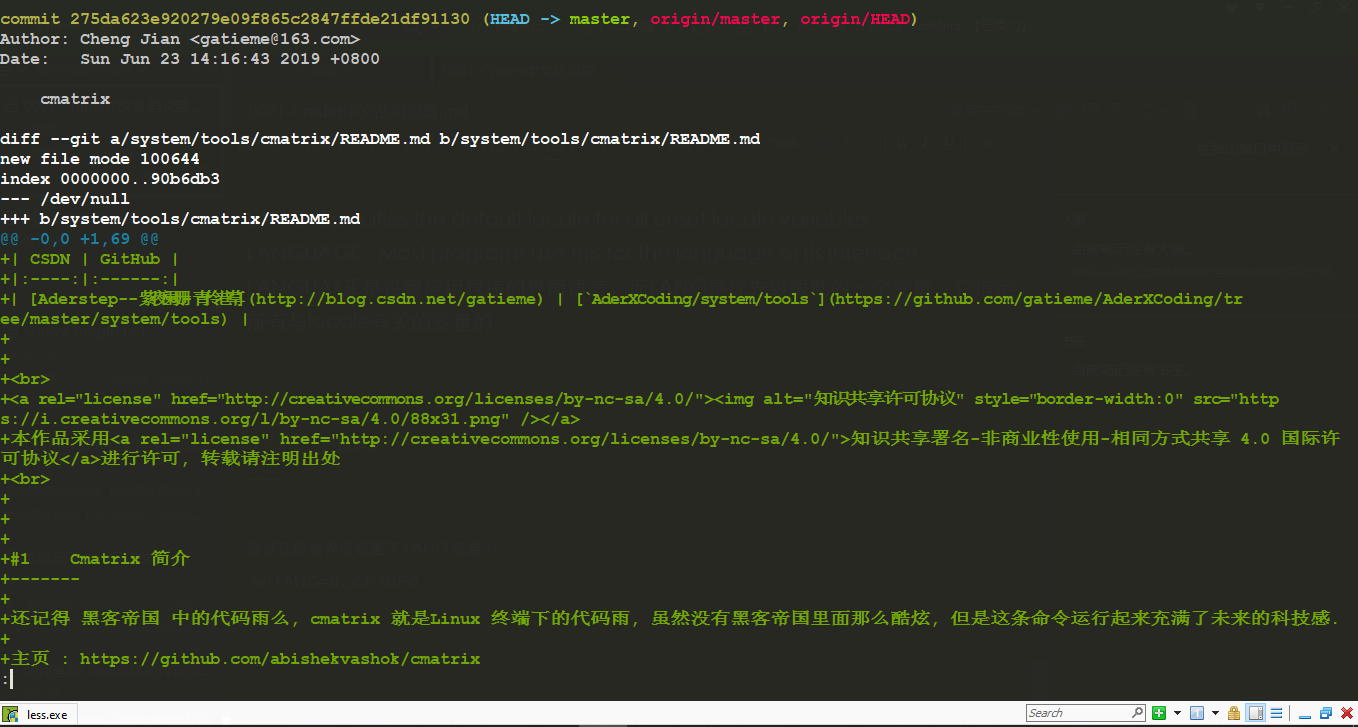 commit 275da623e920279e09f865c2847ffde21df91130 (HEAD -> master, origin/master, origin/HEAD)
Author: Cheng Jian <gatieme@163.com>
Date:   Sun Jun 23 14:16:43 2019 +0800
    cmatrix
diff --git a/system/tools/cmatrix/README.md b/system/tools/cmatrix/README.md
new file mode 100644
index 0000000..90b6db3
--- /dev/null
+++ b/system/tools/cmatrix/README.md
@@ -0,0 +1,69 @@
+| CSDN | GitHub |
+|:----:|:------:|
+| [Aderstep--(http://blog.csdn.net/gatieme) | [`AderXCoding/system/tools`](https://github.com/gatieme/AderXCoding/tr
ee/master/system/tools) |
+
+
+<br>
+<a rel="license" href="http://creativecommons.org/licenses/by-nc-sa/4.0/"><img alt="知识共享许可协议" style="border-width:0" src="http
s://i.creativecommons.org/l/by-nc-sa/4.0/88x31.png" /></a>
+本作品采用<a rel="license" href="http://creativecommons.org/licenses/by-nc-sa/4.0/">知识共享署名-非商业性使用-相同方式共享 4.0 国际许
可协议</a>进行许可, 转载请注明出处
+<br>
+
+
+
+#1    Cmatrix 简介
+-------
+
+还记得 黑客帝国 中的代码雨么, cmatrix 就是Linux 终端下的代码雨, 虽然没有黑客帝国里面那么酷炫, 但是这条命令运行起来充满了未来的科技感.
+
+主页 : https://github.com/abishekvashok/cmatrix
:
less.exe
Search